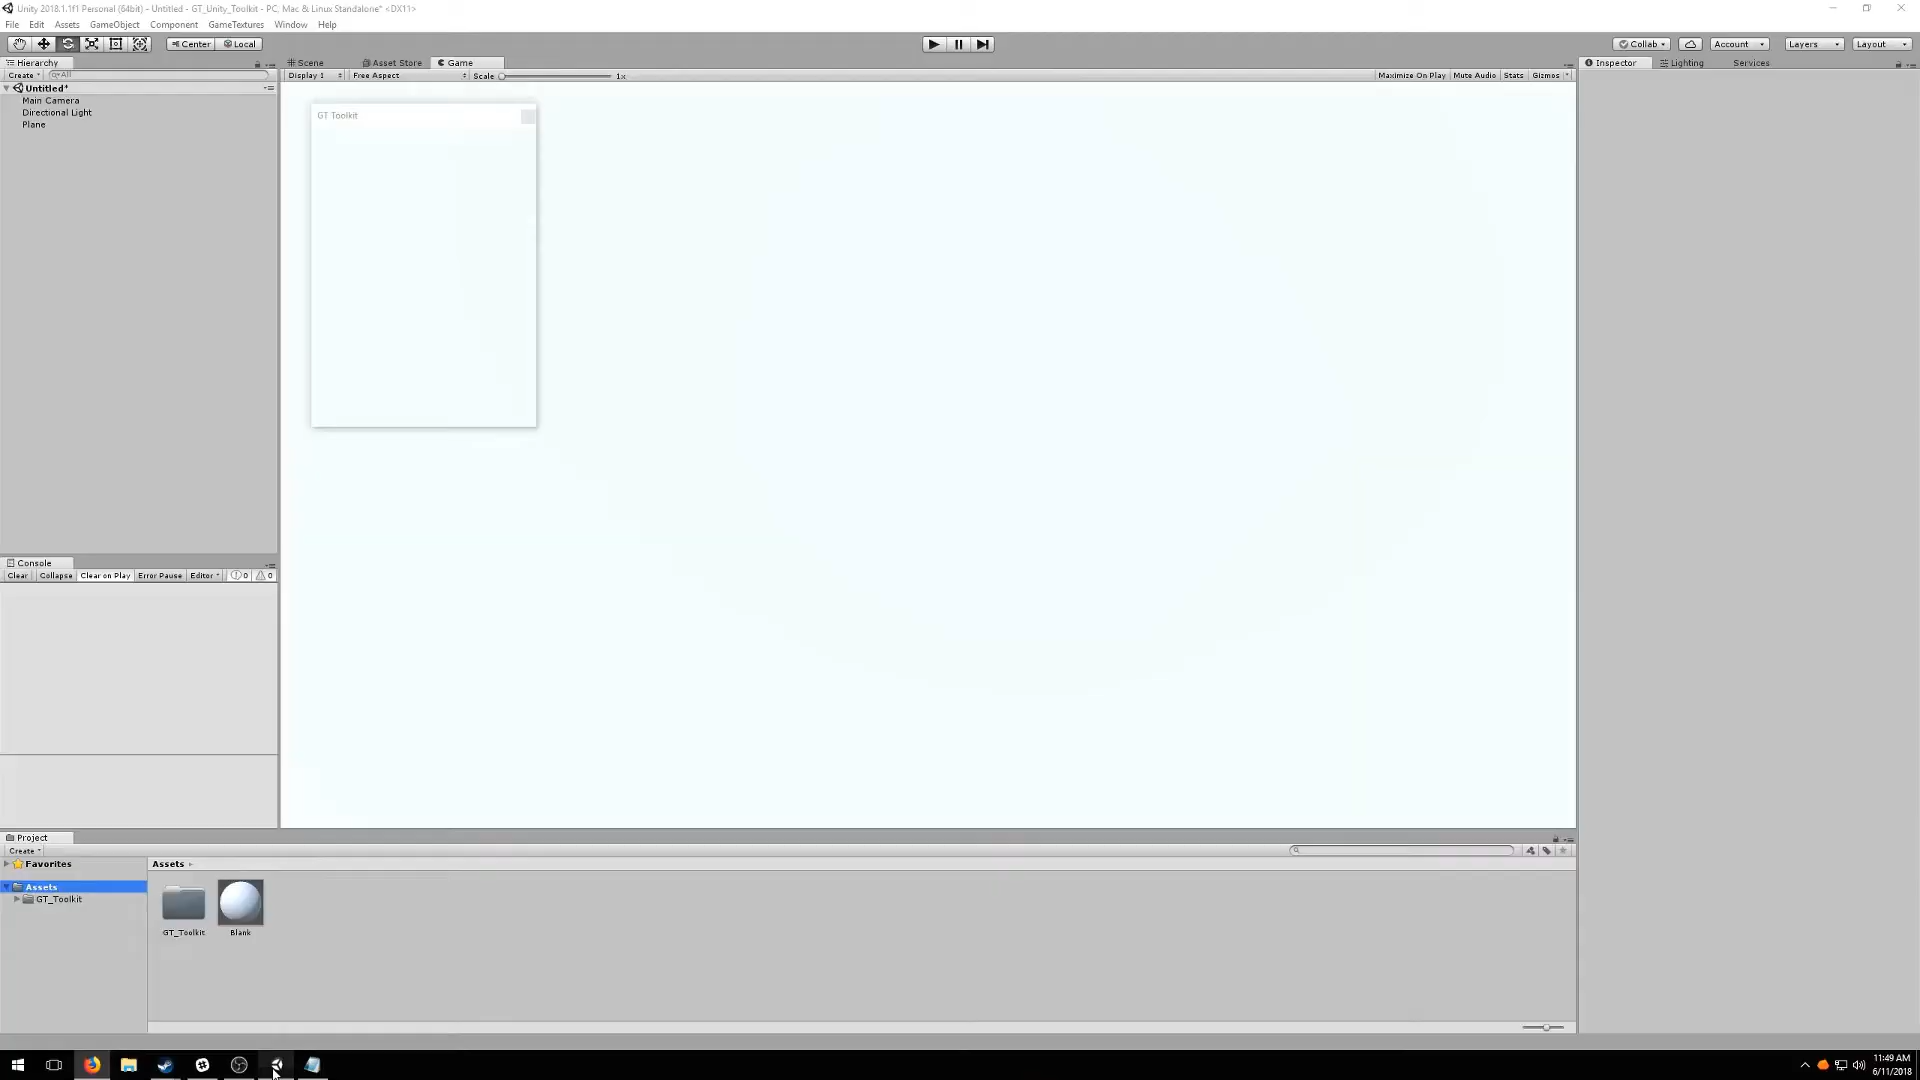 Unity 2018.1.1f1 Personal (64bit) - Untitled - GT_Unity_Toolkit - PC, Mac & Linux Standalone* <DX11>
File Edit Assets GameObject Component GameTextures Window Help
Center Local
Collab Account Layers Layout
Hierarchy
Create All
Untitled*
Main Camera
Directional Light
Plane
Scene Asset Store Game
Display 1 Free Aspect Scale 1x
Maximize On Play Mute Audio Stats Gizmos
GT Toolkit
Inspector Lighting Services
Console
Clear Collapse Clear on Play Error Pause Editor 0 0
Project
Create
Favorites
Assets
GT_Toolkit
Assets
GT_Toolkit
Blank
11:49 AM
6/11/2018